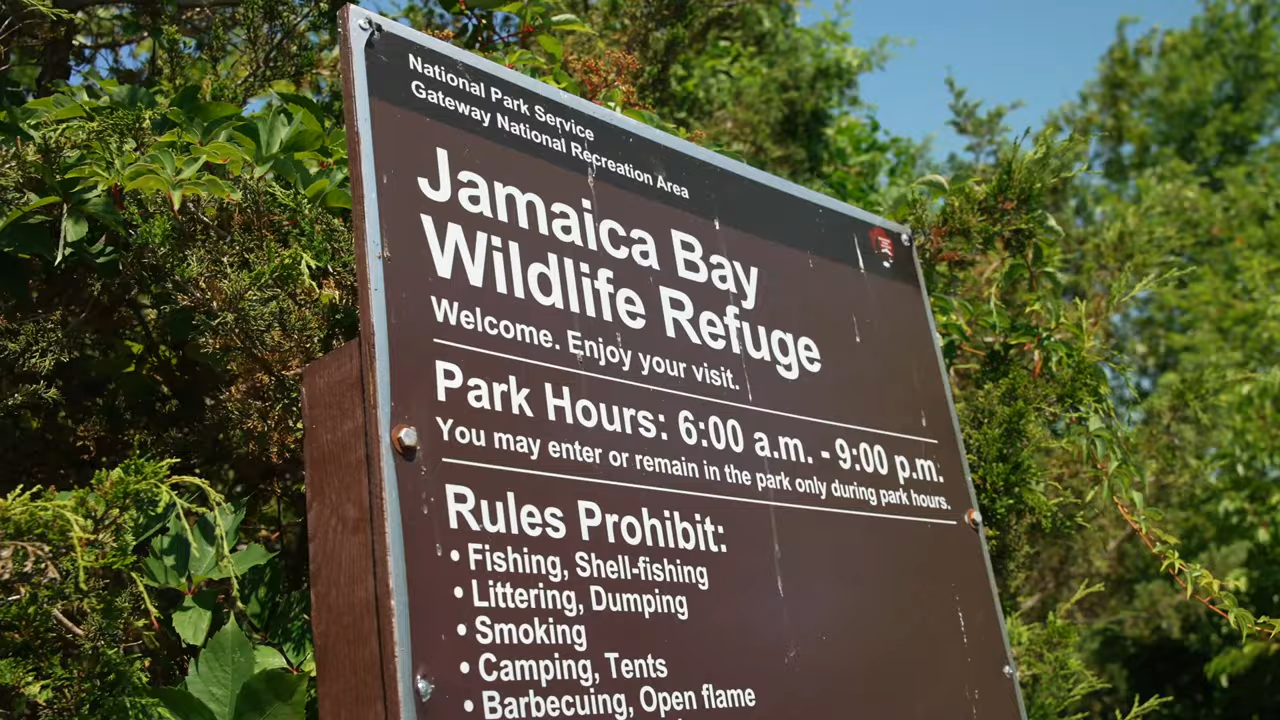 National Park Service
Gateway National Recreation Area
Jamaica Bay
Wildlife Refuge
Welcome. Enjoy your visit.
Park Hours: 6:00 a.m. - 9:00 p.m.
You may enter or remain in the park only during park hours.
Rules Prohibit:
• Fishing, Shell-fishing
• Littering, Dumping
• Smoking
• Camping, Tents
• Barbecuing, Open flame